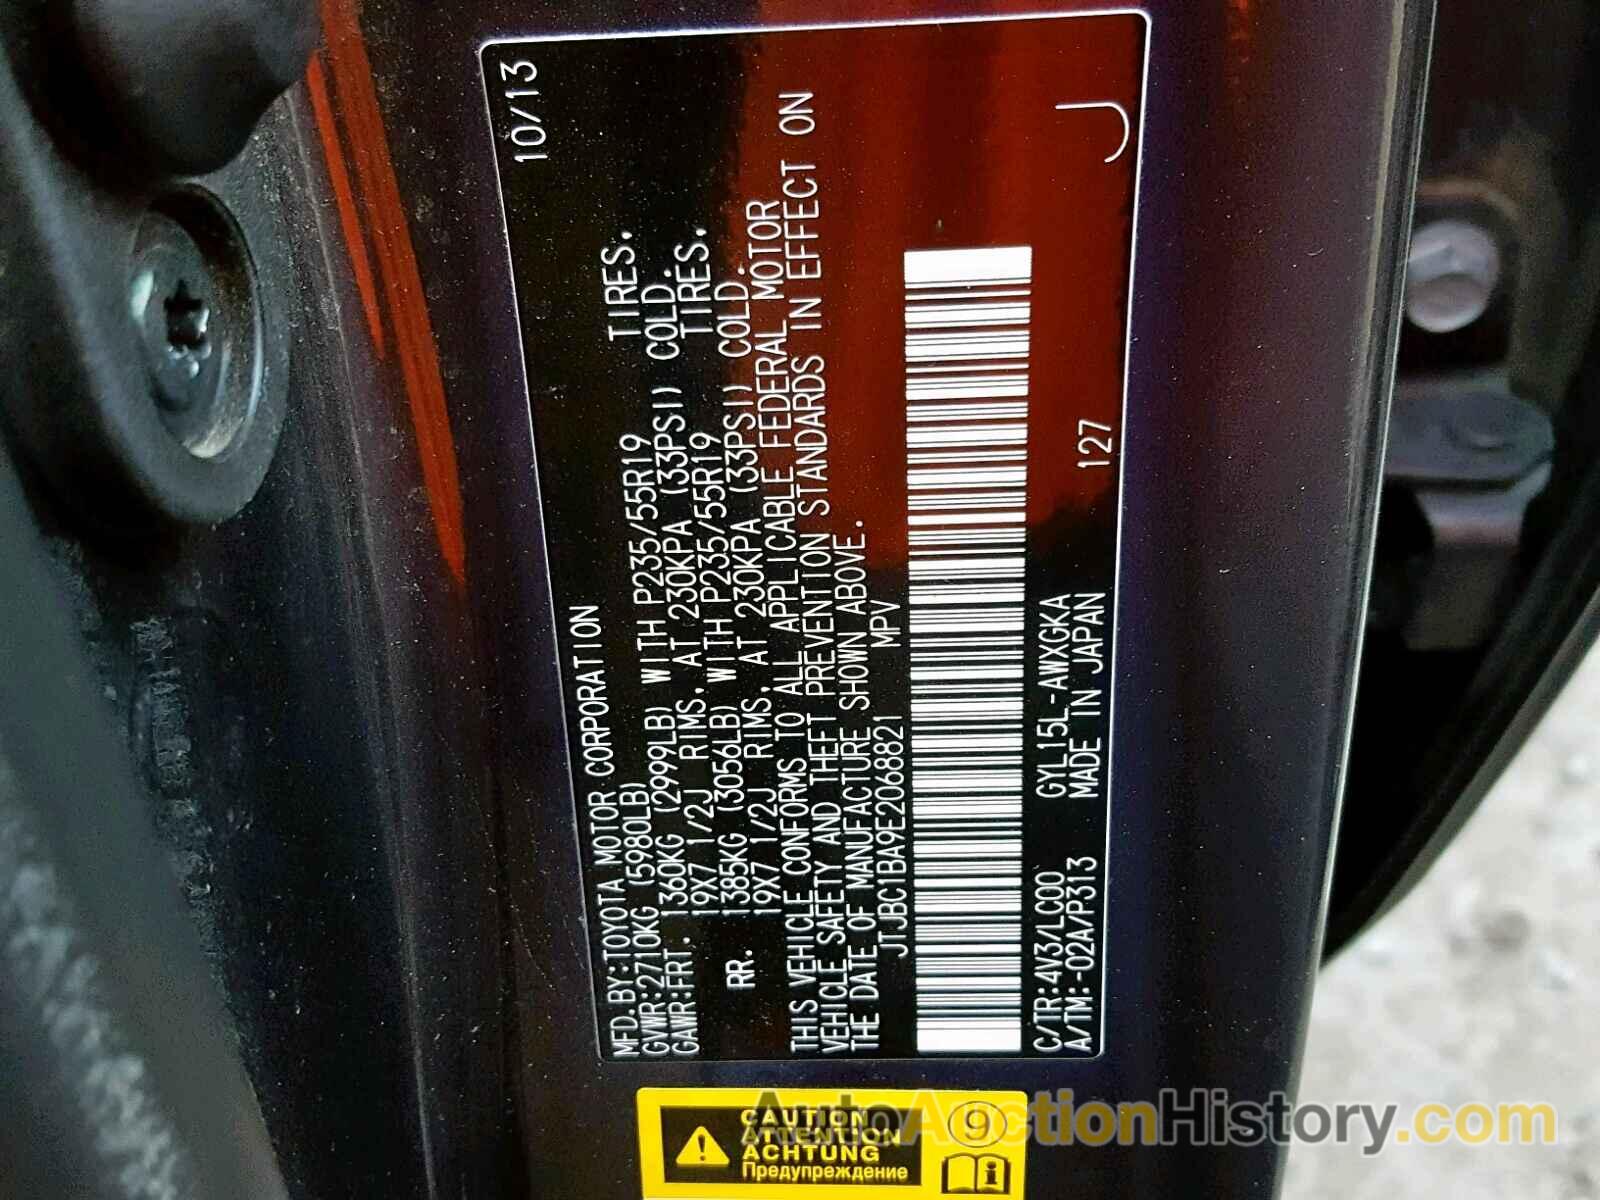 10/13
MFD.BY:TOYOTA MOTOR CORPORATION
GVWR:2710KG (5980LB)
GAWR:FRT. 1360KG (2999LB) WITH P235/55R19 TIRES.
19X7 1/2J RIMS, AT 230KPA (33PSI) COLD.
RR. 1385KG (3056LB) WITH P235/55R19 TIRES.
19X7 1/2J RIMS, AT 230KPA (33PSI) COLD.
THIS VEHICLE CONFORMS TO ALL APPLICABLE FEDERAL MOTOR
VEHICLE SAFETY AND THEFT PREVENTION STANDARDS IN EFFECT ON
THE DATE OF MANUFACTURE SHOWN ABOVE.
JTJBC1BA9E2068821 MPV
C/TR:4V3/LC00 GYL15L-AWXGKA 127
A/TM:-02A/P313 MADE IN JAPAN
J
CAUTION
ATTENTION
ACHTUNG
Предупреждение
9
i
AutoAuctionHistory.com